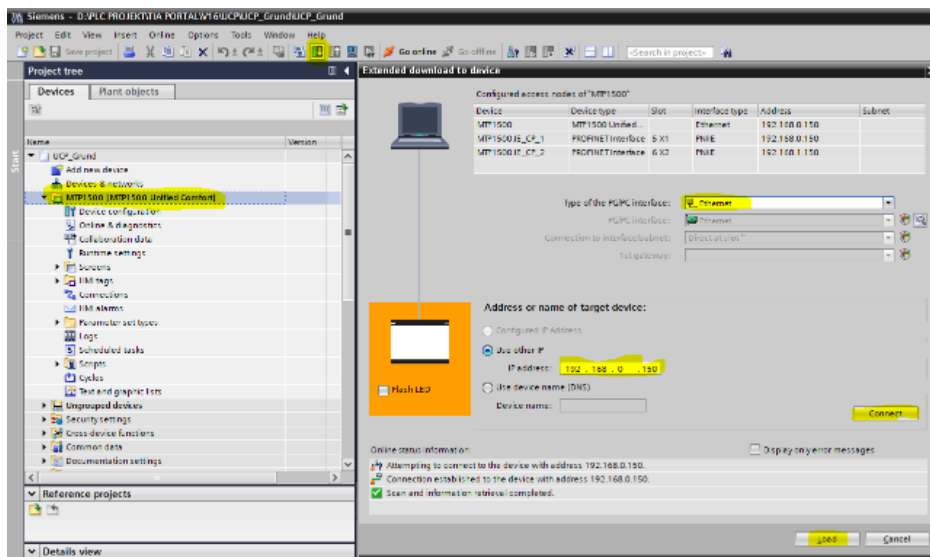 Siemens - D:\PLC PROJEKT\TIA PORTAL\V16\UCP\UCP_Grund\UCP_Grund
Project Edit View Insert Online Options Tools Window Help
Save project Go online Go offline <Search in project>
Project tree
Devices Plant objects
Name Version
Start
UCP_Grund
Add new device
Devices & networks
MTP1500 [MTP1500 Unified Comfort]
Device configuration
Online & diagnostics
Collaboration data
Runtime settings
Screens
HMI tags
Connections
HMI alarms
Parameter set types
Logs
Scheduled tasks
Scripts
Cycles
Text and graphic lists
Ungrouped devices
Security settings
Cross-device functions
Common data
Documentation settings
Reference projects
Details view
Extended download to device
Configured access nodes of "MTP1500"
Device Device type Slot Interface type Address Subnet
MTP1500 MTP1500 Unified... Ethernet 192.168.0.150
MTP1500.IE_CP_1 PROFINET Interface 5 X1 PN/IE 192.168.0.150
MTP1500.IE_CP_2 PROFINET Interface 6 X2 PN/IE 192.168.1.150
Type of the PG/PC interface: Ethernet
PG/PC interface: Ethernet
Connection to interface/subnet: Direct at slot ''
1st gateway:
Address or name of target device:
Configured IP Address
Use other IP
IP address: 192 . 168 . 0 . 150
Flash LED
Use device name (DNS)
Device name:
Connect
Online status information:
Display only error messages
Attempting to connect to the device with address 192.168.0.150.
Connection established to the device with address 192.168.0.150.
Scan and information retrieval completed.
Load Cancel